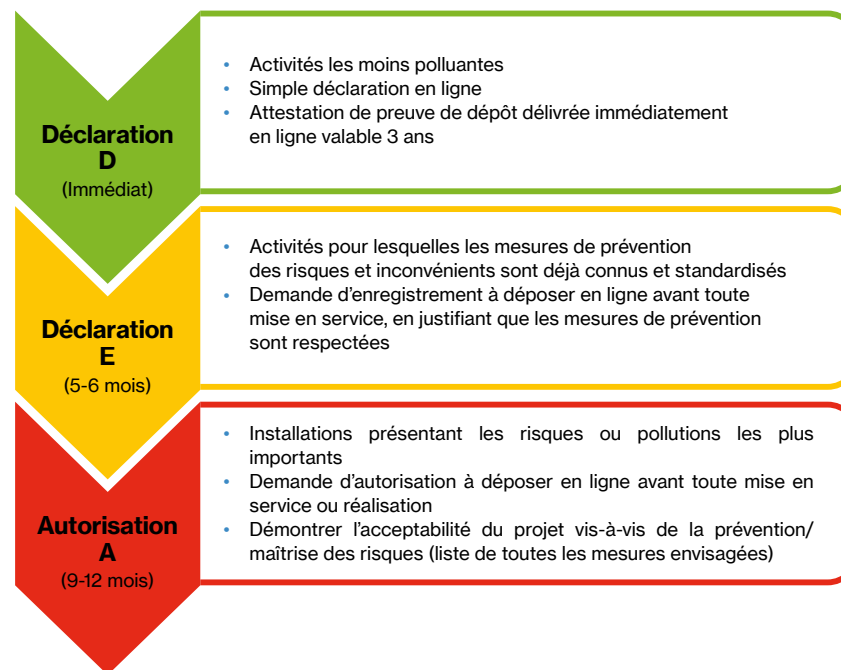 Déclaration
D
(Immédiat)
• Activités les moins polluantes
• Simple déclaration en ligne
• Attestation de preuve de dépôt délivrée immédiatement
en ligne valable 3 ans
Déclaration
E
(5-6 mois)
• Activités pour lesquelles les mesures de prévention
des risques et inconvénients sont déjà connus et standardisés
• Demande d’enregistrement à déposer en ligne avant toute
mise en service, en justifiant que les mesures de prévention
sont respectées
Autorisation
A
(9-12 mois)
• Installations présentant les risques ou pollutions les plus
importants
• Demande d’autorisation à déposer en ligne avant toute mise en
service ou réalisation
• Démontrer l’acceptabilité du projet vis-à-vis de la prévention/
maîtrise des risques (liste de toutes les mesures envisagées)